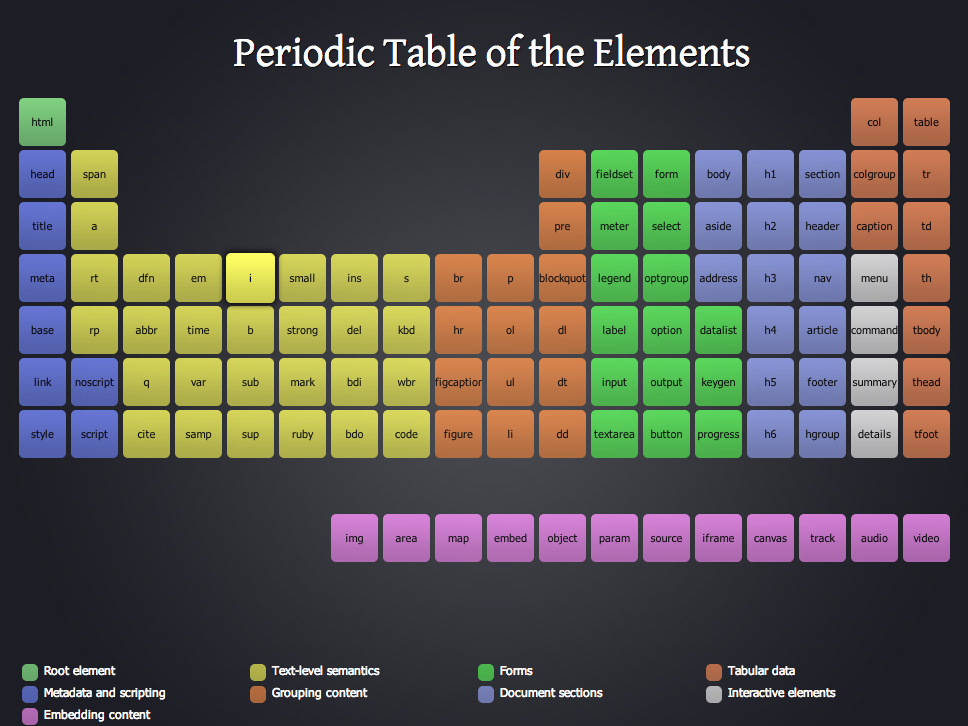 Periodic Table of the Elements
html col table
head span div fieldset form body h1 section colgroup tr
title a pre meter select aside h2 header caption td
meta rt dfn em i small ins s br p blockquot legend optgroup address h3 nav menu th
base rp abbr time b strong del kbd hr ol dl label option datalist h4 article command tbody
link noscript q var sub mark bdi wbr figcaption ul dt input output keygen h5 footer summary thead
style script cite samp sup ruby bdo code figure li dd textarea button progress h6 hgroup details tfoot
img area map embed object param source iframe canvas track audio video
Root element Text-level semantics Forms Tabular data
Metadata and scripting Grouping content Document sections Interactive elements
Embedding content